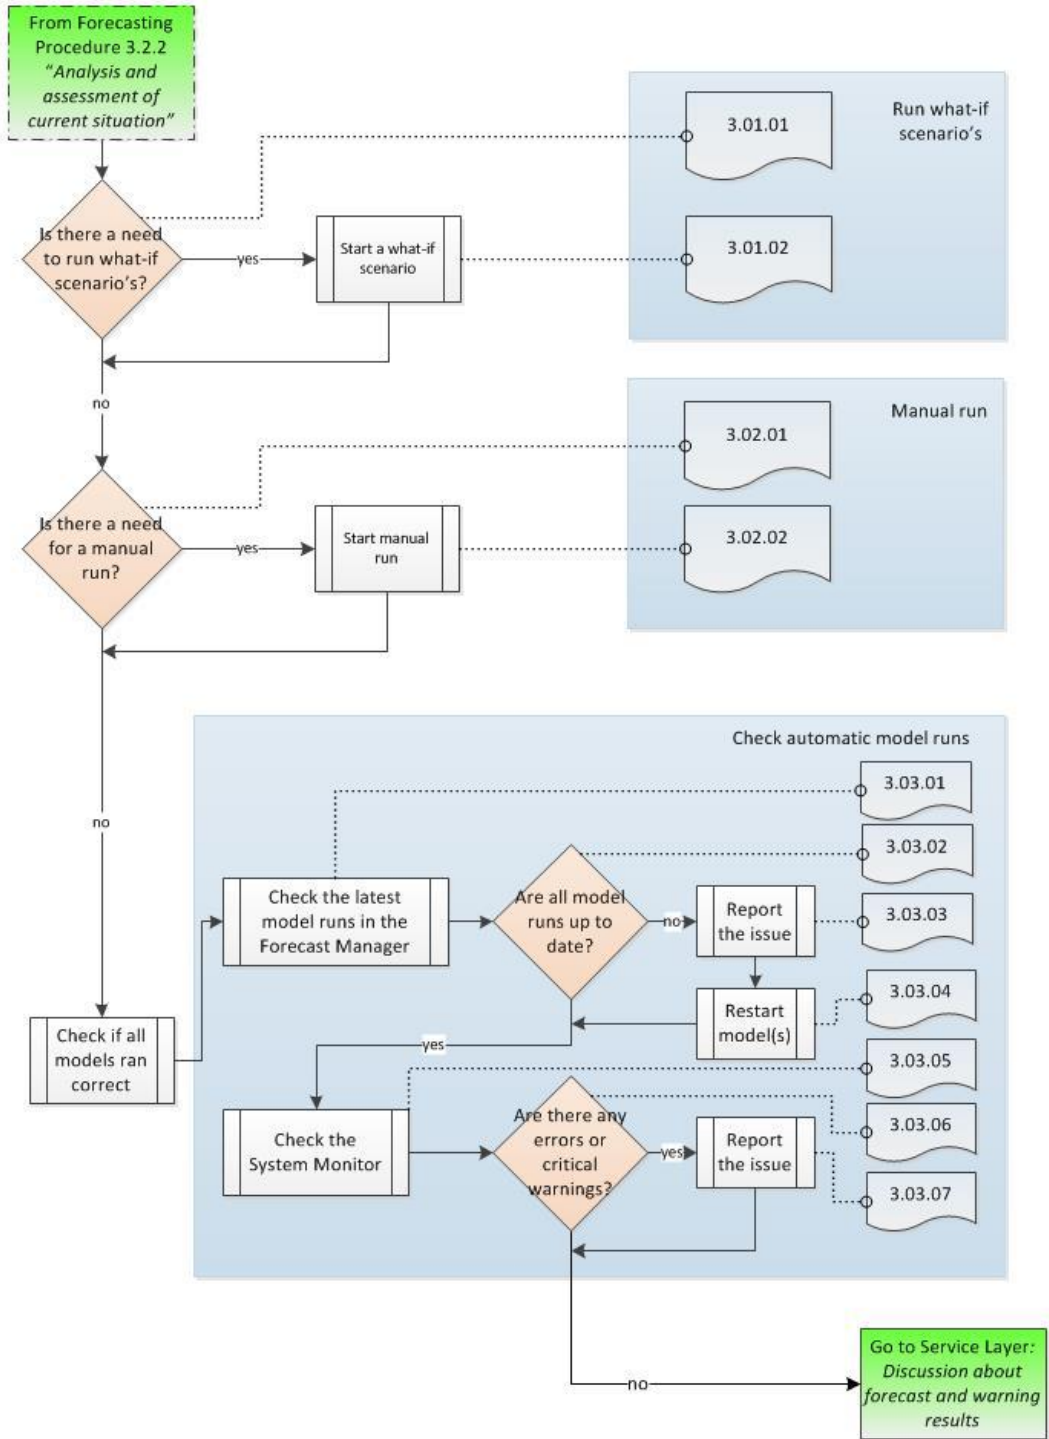 From Forecasting
Procedure 3.2.2
“Analysis and
assessment of
current situation”
Run what-if
scenario's
3.01.01
Is there a need
to run what-if
scenario's?
yes
Start a what-if
scenario
3.01.02
no
Manual run
3.02.01
Is there a need
for a manual
run?
yes
Start manual
run
3.02.02
no
Check automatic model runs
3.03.01
3.03.02
Check the latest
model runs in the
Forecast Manager
Are all model
runs up to
date?
no
Report
the issue
3.03.03
Restart
model(s)
3.03.04
Check if all
models ran
correct
yes
3.03.05
Check the
System Monitor
Are there any
errors or
critical
warnings?
yes
Report
the issue
3.03.06
3.03.07
no
Go to Service Layer:
Discussion about
forecast and warning
results